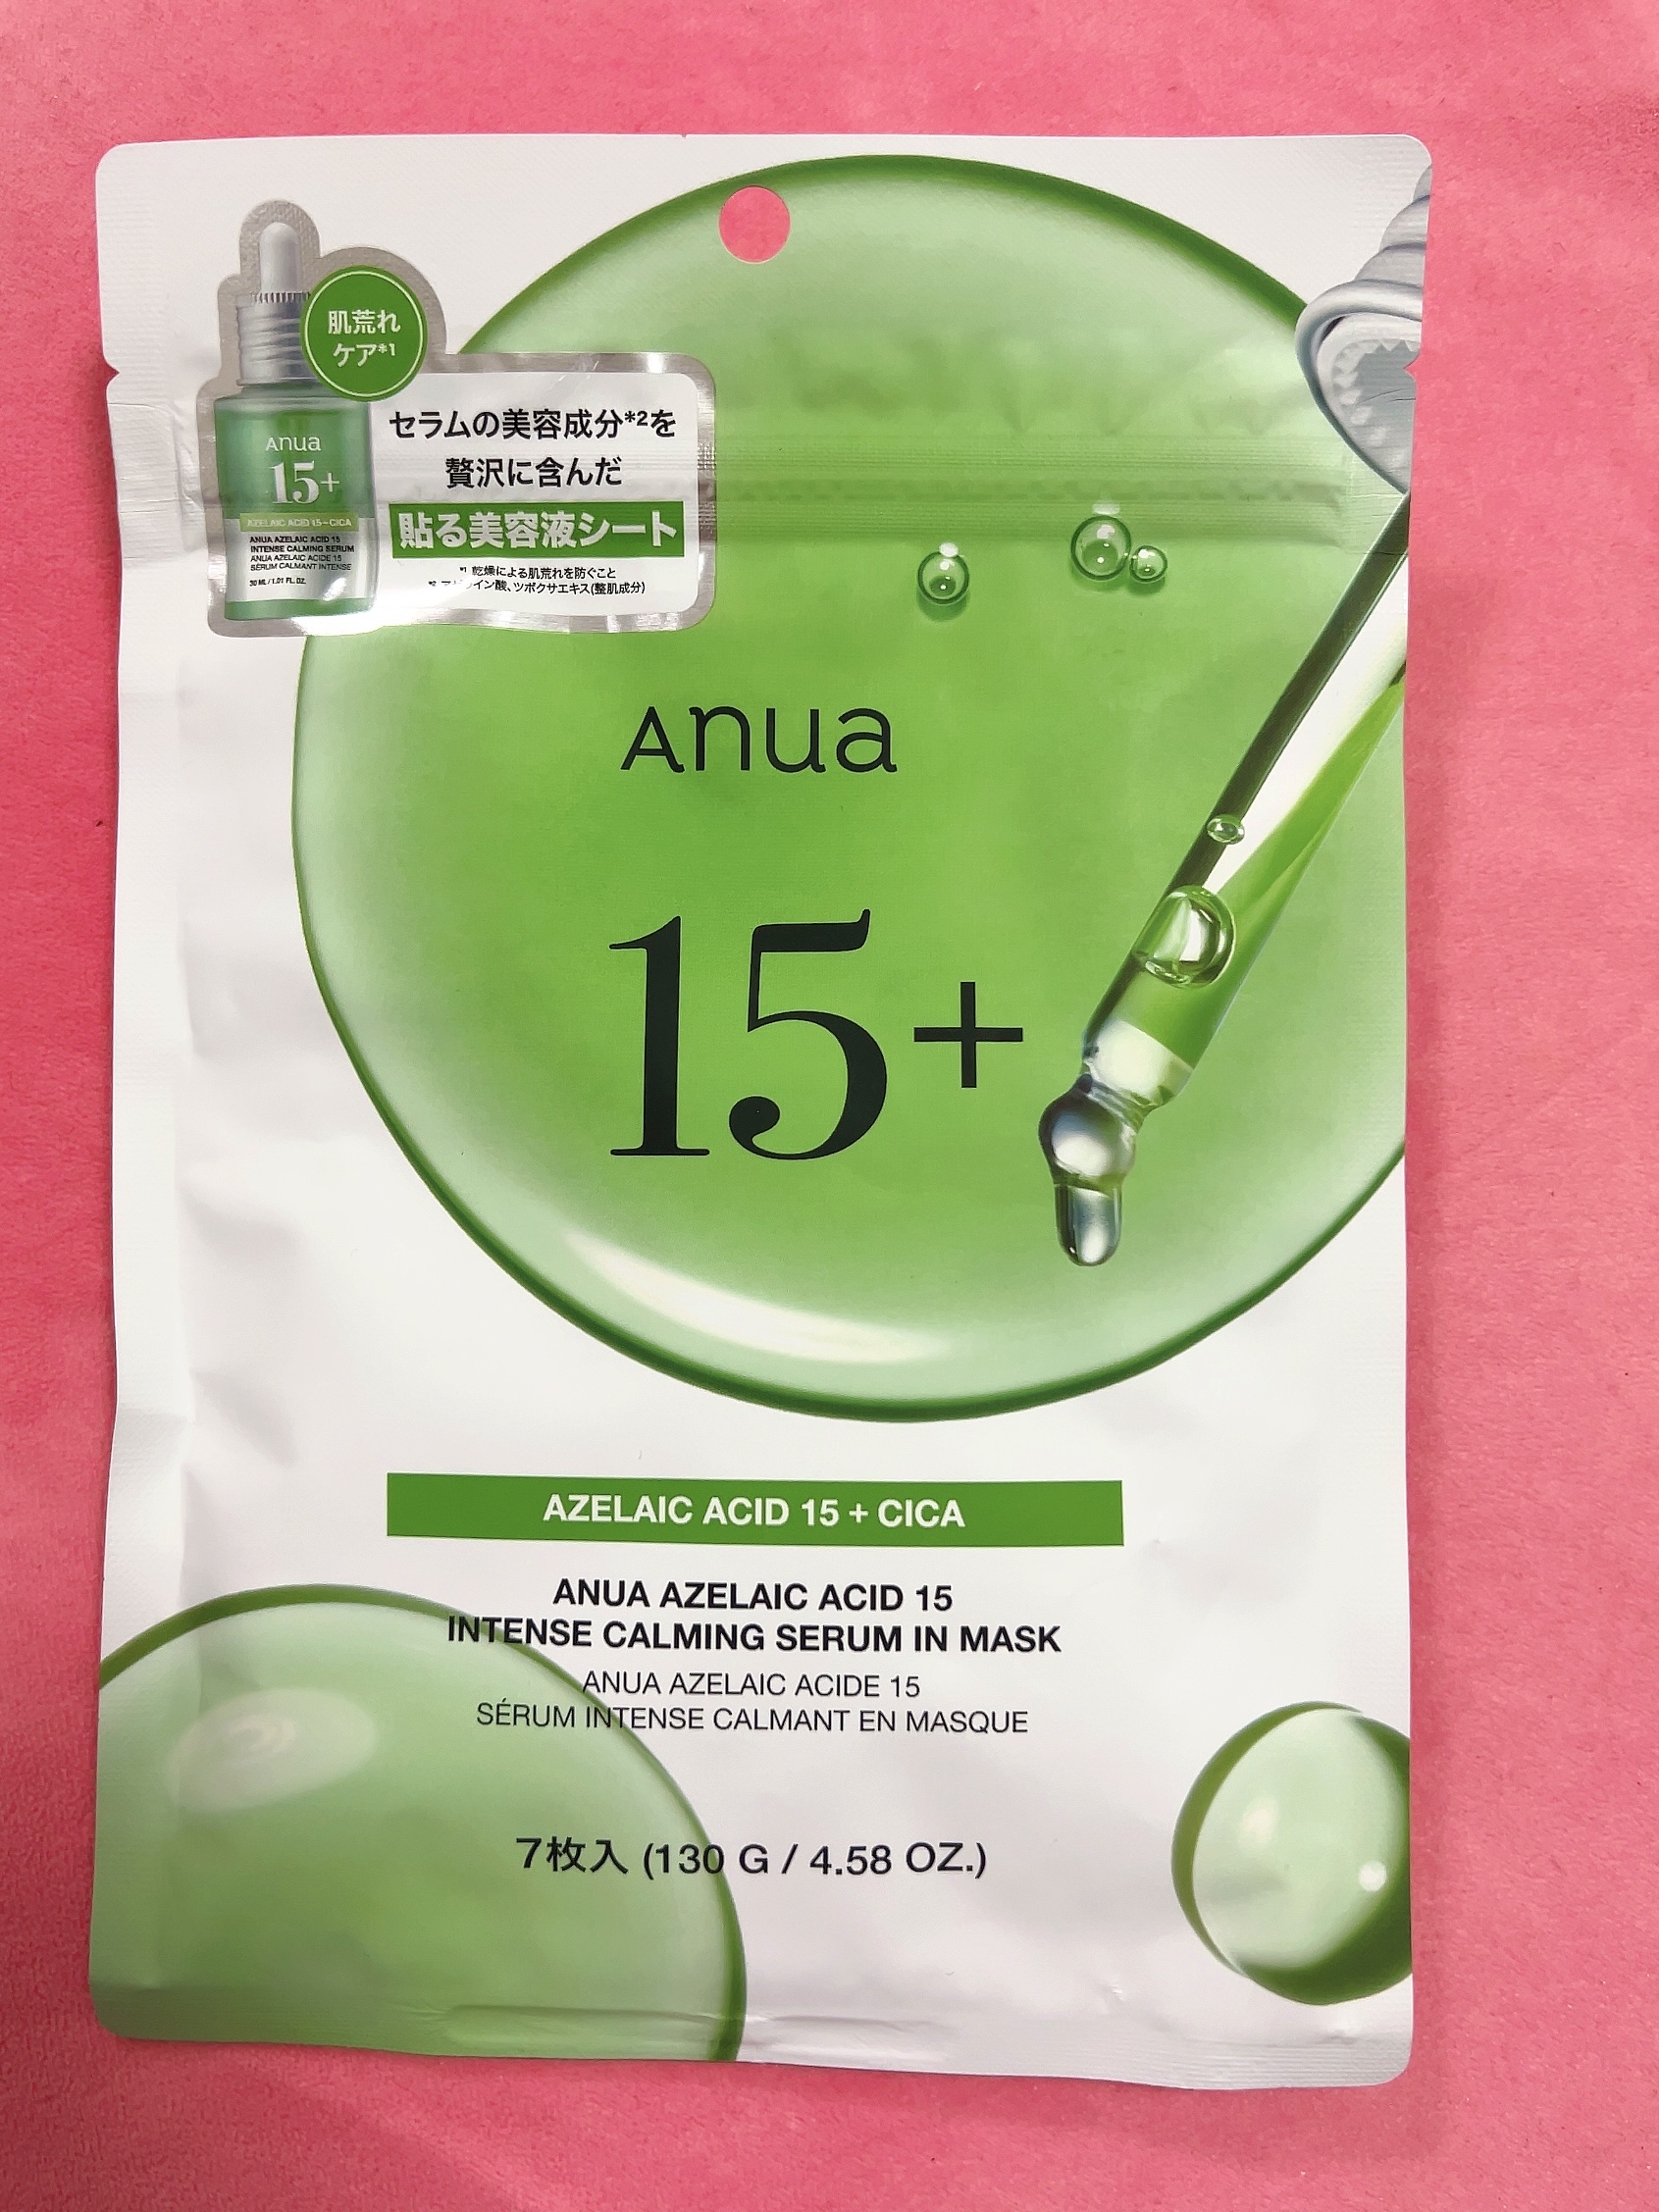 肌荒れ
ケア*1
セラムの美容成分*2を
贅沢に含んだ
貼る美容液シート
*1 乾燥による肌荒れを防ぐこと
イン酸、ツボクサエキス(整肌成分)
Anua
15+
AZELAIC ACID 15+CICA
ANUA AZELAIC ACID 15
INTENSE CALMING SERUM
ANUA AZELAIC ACIDE 15
SÉRUM CALMANT INTENSE
30 ML / 1.01 FL. OZ.
Anua
15+
AZELAIC ACID 15 + CICA
ANUA AZELAIC ACID 15
INTENSE CALMING SERUM IN MASK
ANUA AZELAIC ACIDE 15
SÉRUM INTENSE CALMANT EN MASQUE
7枚入 (130 G / 4.58 OZ.)